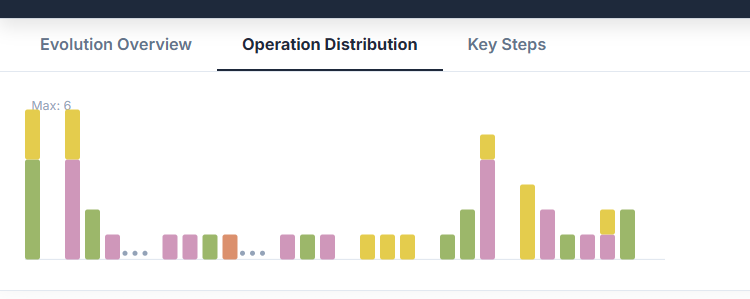 Evolution Overview
Operation Distribution
Key Steps
Max: 6